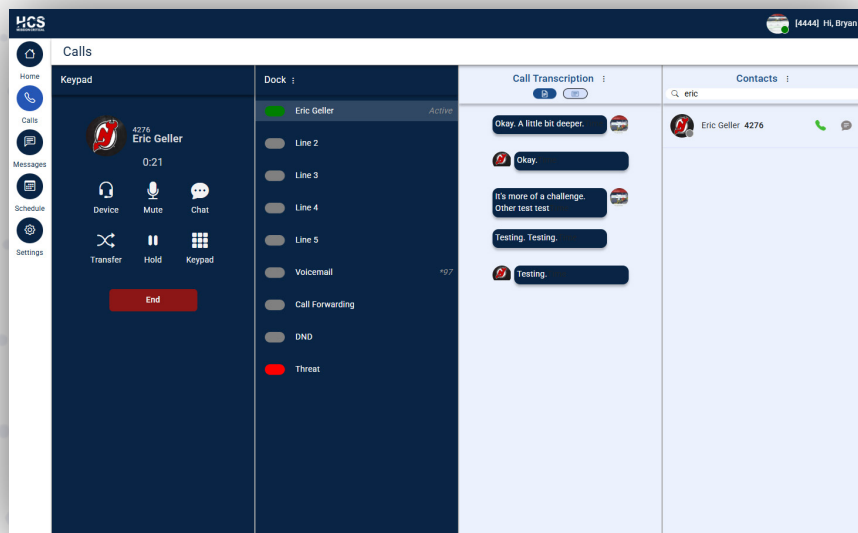 HCS
MISSION CRITICAL
[4444] Hi, Bryan
Home
Calls
Messages
Schedule
Settings
Calls
Keypad
4276
Eric Geller
0:21
Device
Mute
Chat
Transfer
Hold
Keypad
End
Dock
Eric Geller
Active
Line 2
Line 3
Line 4
Line 5
Voicemail
*97
Call Forwarding
DND
Threat
Call Transcription
Okay. A little bit deeper.
Okay.
It's more of a challenge.
Other test test
Testing. Testing.
Testing.
Contacts
eric
Eric Geller 4276